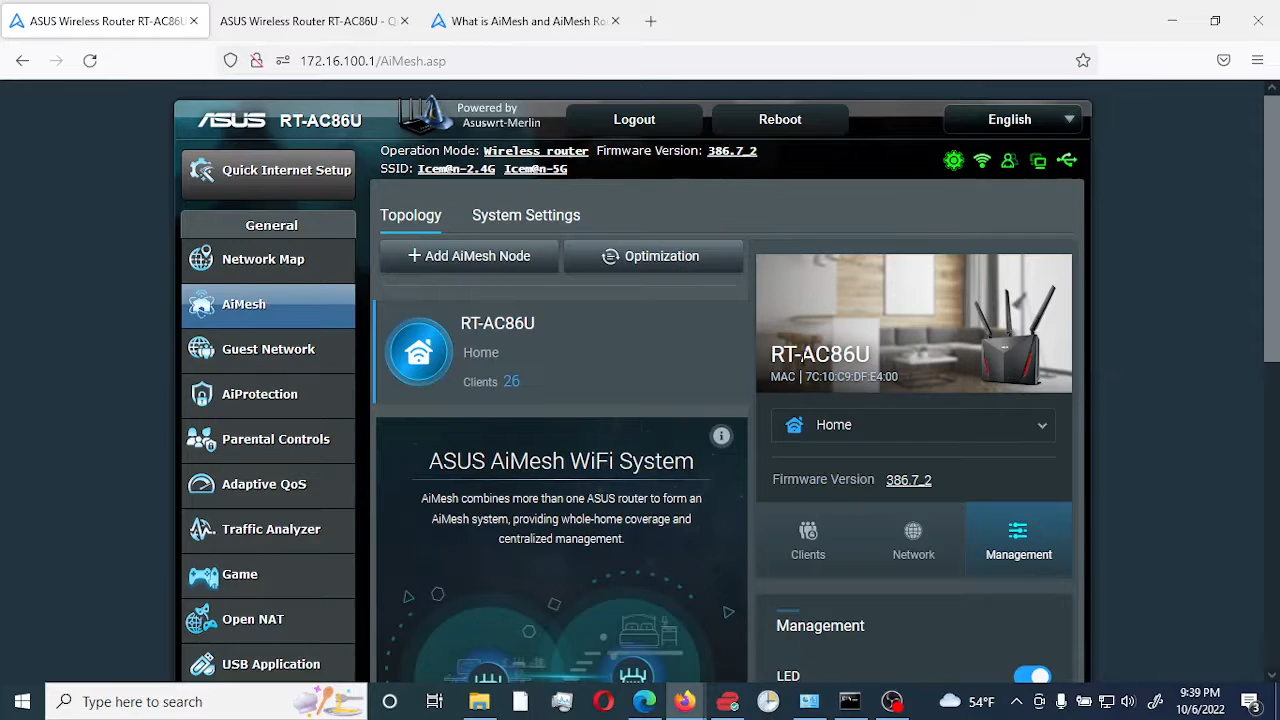 ASUS Wireless Router RT-AC86U
ASUS Wireless Router RT-AC86U - Q
What is AiMesh and AiMesh Ro
172.16.100.1/AiMesh.asp
ASUS RT-AC86U
Powered by
Asuswrt-Merlin
Logout
Reboot
English
Quick Internet Setup
Operation Mode: Wireless router Firmware Version: 386.7_2
SSID: Icem@n-2.4G Icem@n-5G
General
Network Map
AiMesh
Guest Network
AiProtection
Parental Controls
Adaptive QoS
Traffic Analyzer
Game
Open NAT
USB Application
Topology
System Settings
+ Add AiMesh Node
Optimization
RT-AC86U
Home
Clients 26
ASUS AiMesh WiFi System
AiMesh combines more than one ASUS router to form an
AiMesh system, providing whole-home coverage and
centralized management.
RT-AC86U
MAC | 7C:10:C9:DF:E4:00
Home
Firmware Version 386.7_2
Clients
Network
Management
Management
LED
Type here to search
54°F
9:39 PM
10/6/2022
3